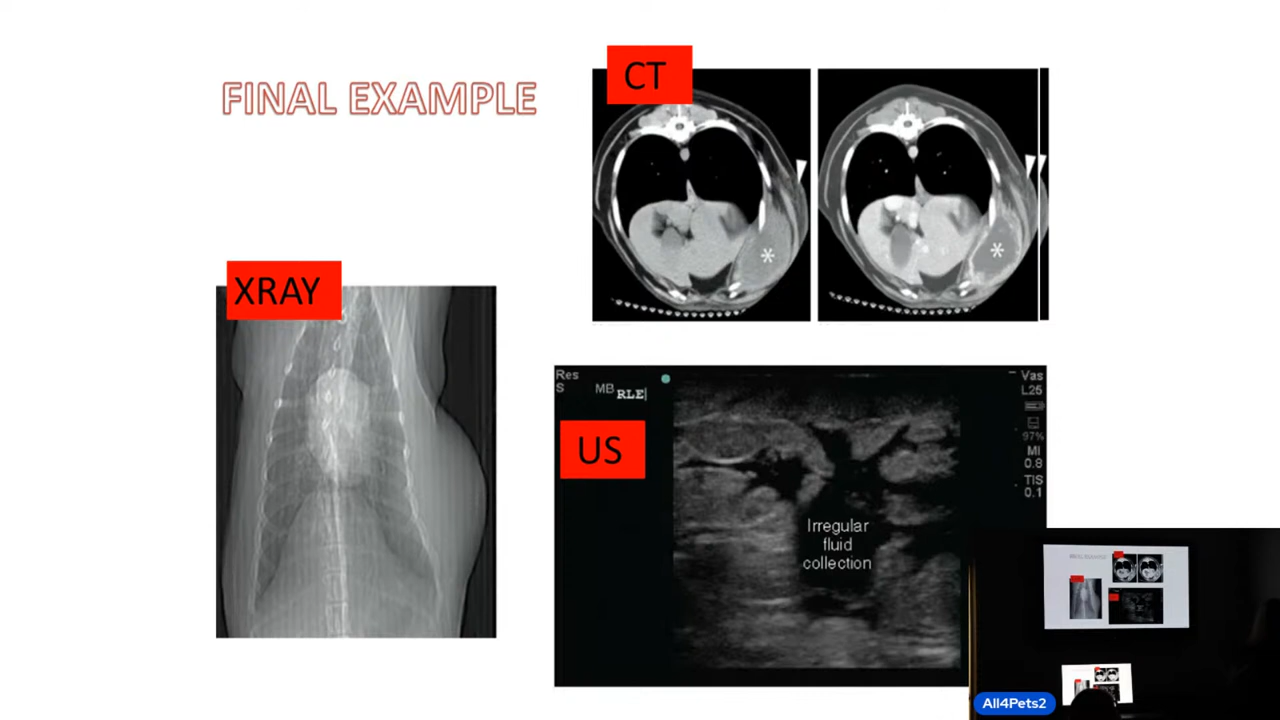 FINAL EXAMPLE
CT
*
*
XRAY
Res
S
MB RLE
US
Vas
L25
97%
MI
0.8
TIS
0.1
Irregular
fluid
collection
All4Pets2